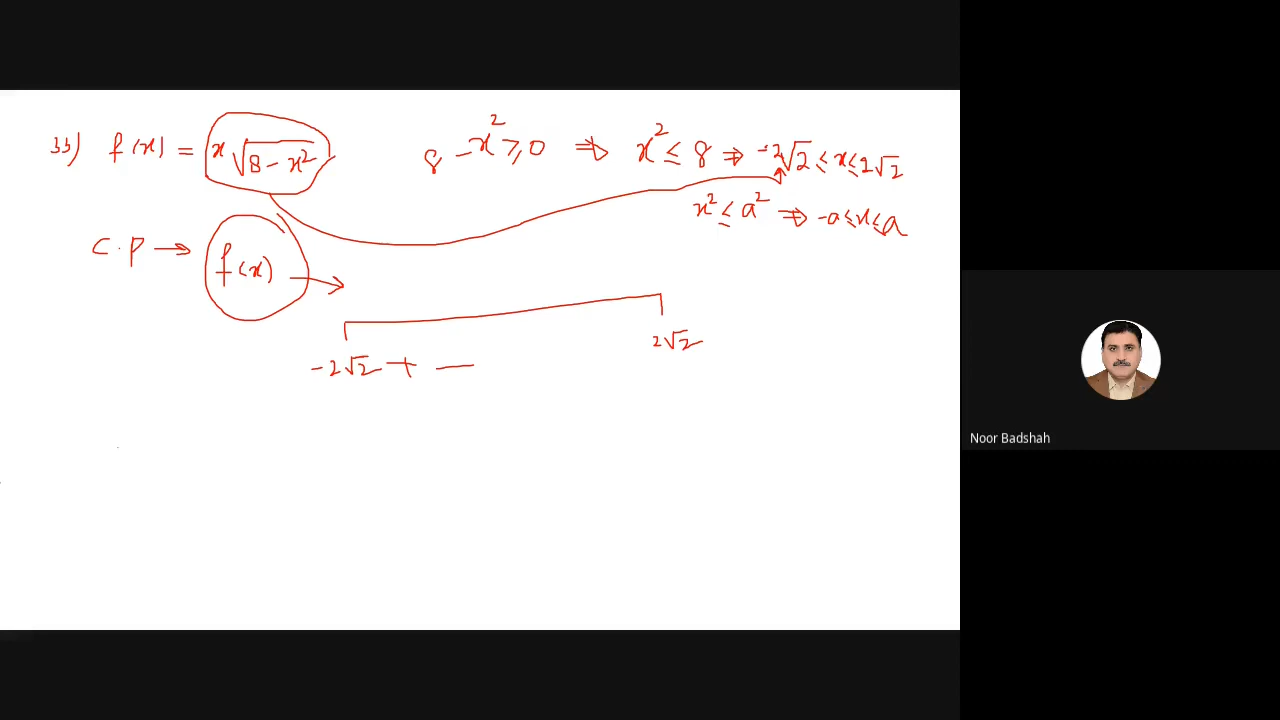 33) f(x) = x√(8 - x²) 8 - x² ≥ 0 ⇒ x² ≤ 8 ⇒ -2√2 ≤ x ≤ 2√2
x² ≤ a² ⇒ -a ≤ x ≤ a
C.P → f(x) →
2√2
-2√2 + —
Noor Badshah